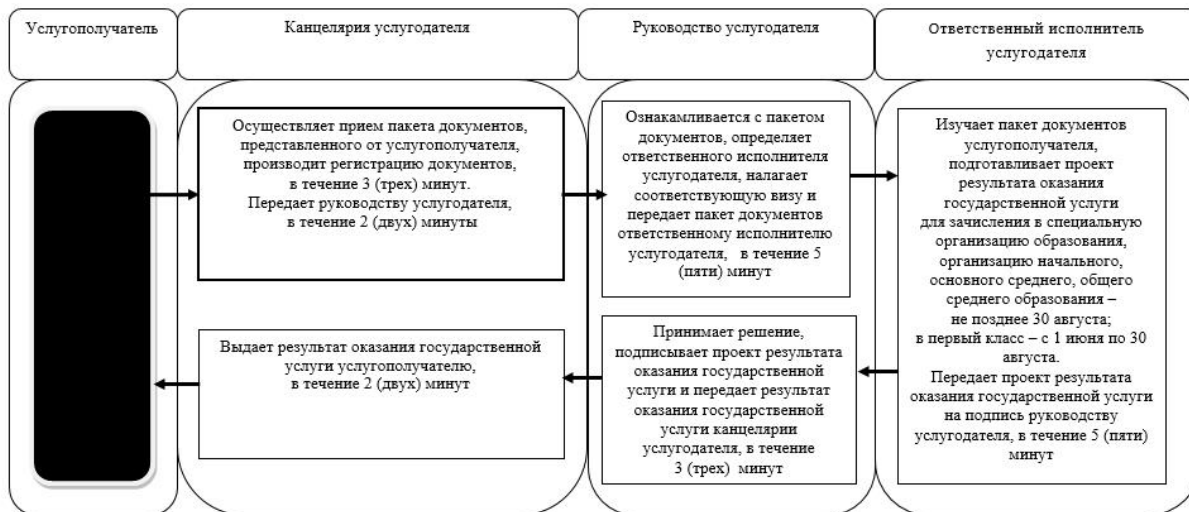 Услугополучатель
Канцелярия услугодателя
Руководство услугодателя
Ответственный исполнитель
услугодателя
Осуществляет прием пакета документов,
представленного от услугополучателя,
производит регистрацию документов,
в течение 3 (трех) минут.
Передает руководству услугодателя,
в течение 2 (двух) минуты
Ознакамливается с пакетом
документов, определяет
ответственного исполнителя
услугодателя, налагает
соответствующую визу и
передает пакет документов
ответственному исполнителю
услугодателя, в течение 5
(пяти) минут
Изучает пакет документов
услугополучателя,
подготавливает проект
результата оказания
государственной услуги
для зачисления в специальную
организацию образования,
организацию начального,
основного среднего, общего
среднего образования –
не позднее 30 августа;
в первый класс – с 1 июня по 30
августа.
Передает проект результата
оказания государственной услуги
на подпись руководству
услугодателя, в течение 5 (пяти)
минут
Принимает решение,
подписывает проект результата
оказания государственной
услуги и передает результат
оказания государственной
услуги канцелярии
услугодателя, в течение
3 (трех) минут
Выдает результат оказания государственной
услуги услугополучателю,
в течение 2 (двух) минут